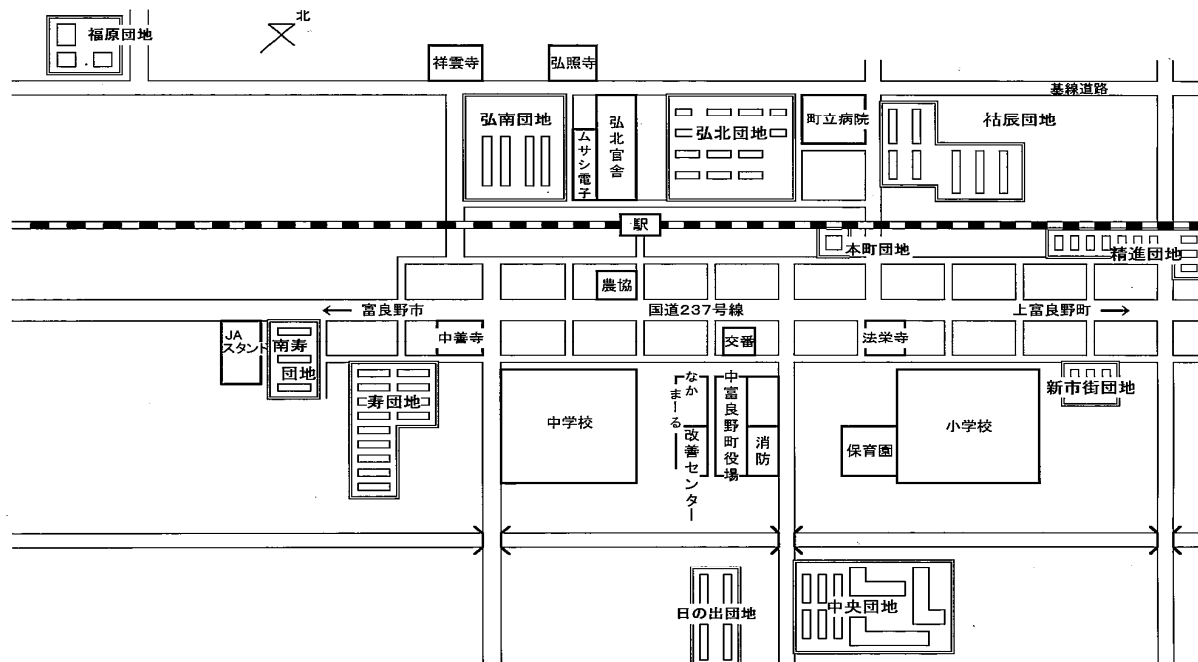 北
福原団地
祥雲寺
弘照寺
基線道路
弘南団地
ムサシ電子
弘北官舎
弘北団地
町立病院
祜辰団地
駅
本町団地
精進団地
農協
← 富良野市
国道237号線
上富良野町 →
JA
スタンド
南寿
団地
中善寺
交番
法栄寺
寿団地
新市街団地
中学校
なか
まーる
改善センター
中富良野町役場
消防
保育園
小学校
日の出団地
中央団地